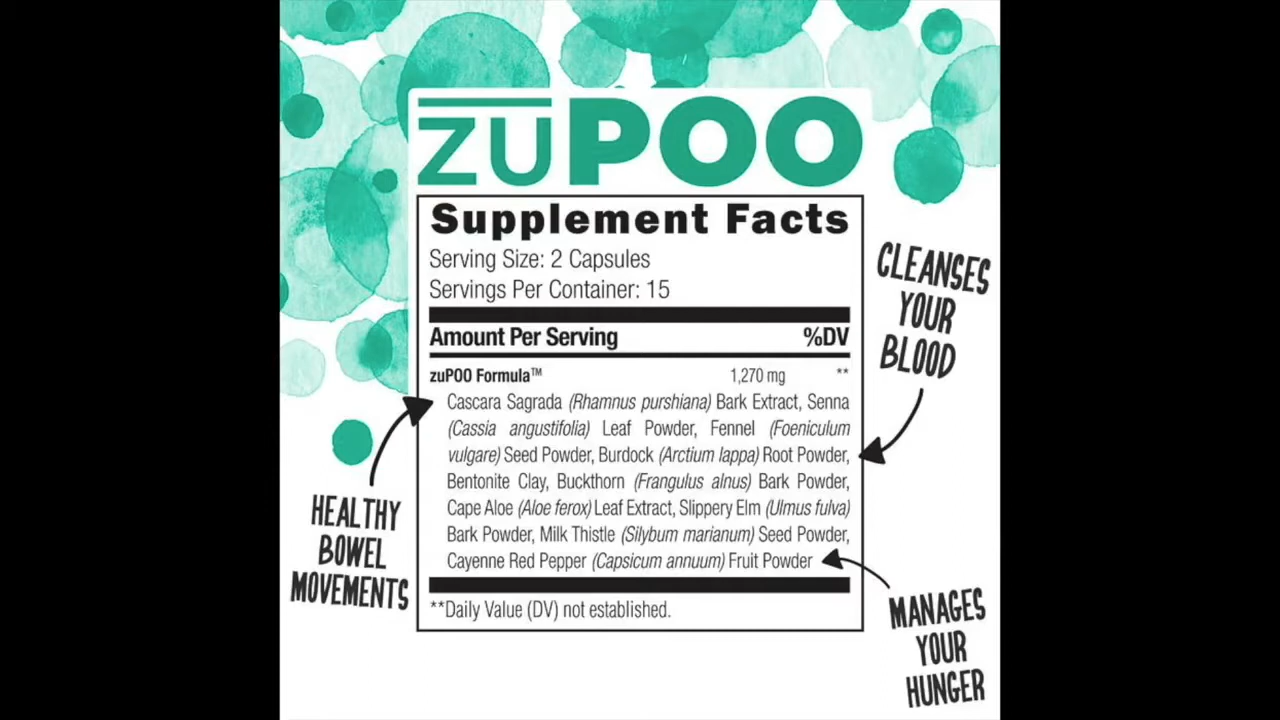 zuPOO
Supplement Facts
Serving Size: 2 Capsules
Servings Per Container: 15
Amount Per Serving %DV
zuPOO Formula™ 1,270 mg **
Cascara Sagrada (Rhamnus purshiana) Bark Extract, Senna
(Cassia angustifolia) Leaf Powder, Fennel (Foeniculum
vulgare) Seed Powder, Burdock (Arctium lappa) Root Powder,
Bentonite Clay, Buckthorn (Frangulus alnus) Bark Powder,
Cape Aloe (Aloe ferox) Leaf Extract, Slippery Elm (Ulmus fulva)
Bark Powder, Milk Thistle (Silybum marianum) Seed Powder,
Cayenne Red Pepper (Capsicum annuum) Fruit Powder
**Daily Value (DV) not established.
CLEANSES
YOUR
BLOOD
HEALTHY
BOWEL
MOVEMENTS
MANAGES
YOUR
HUNGER